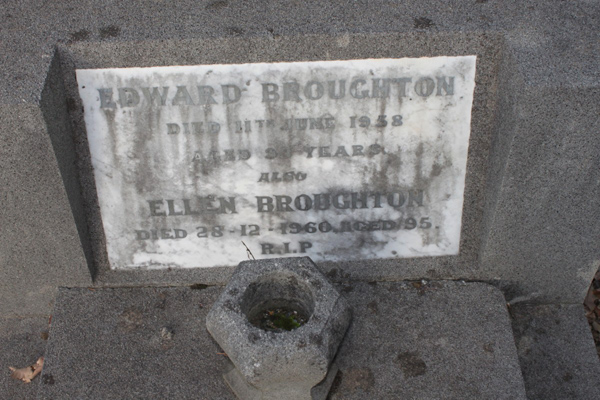 EDWARD BROUGHTON
DIED 11TH JUNE 1958
AGED YEARS
ALSO
ELLEN BROUGHTON
DIED 28-12-1960, AGED 95.
R.I.P